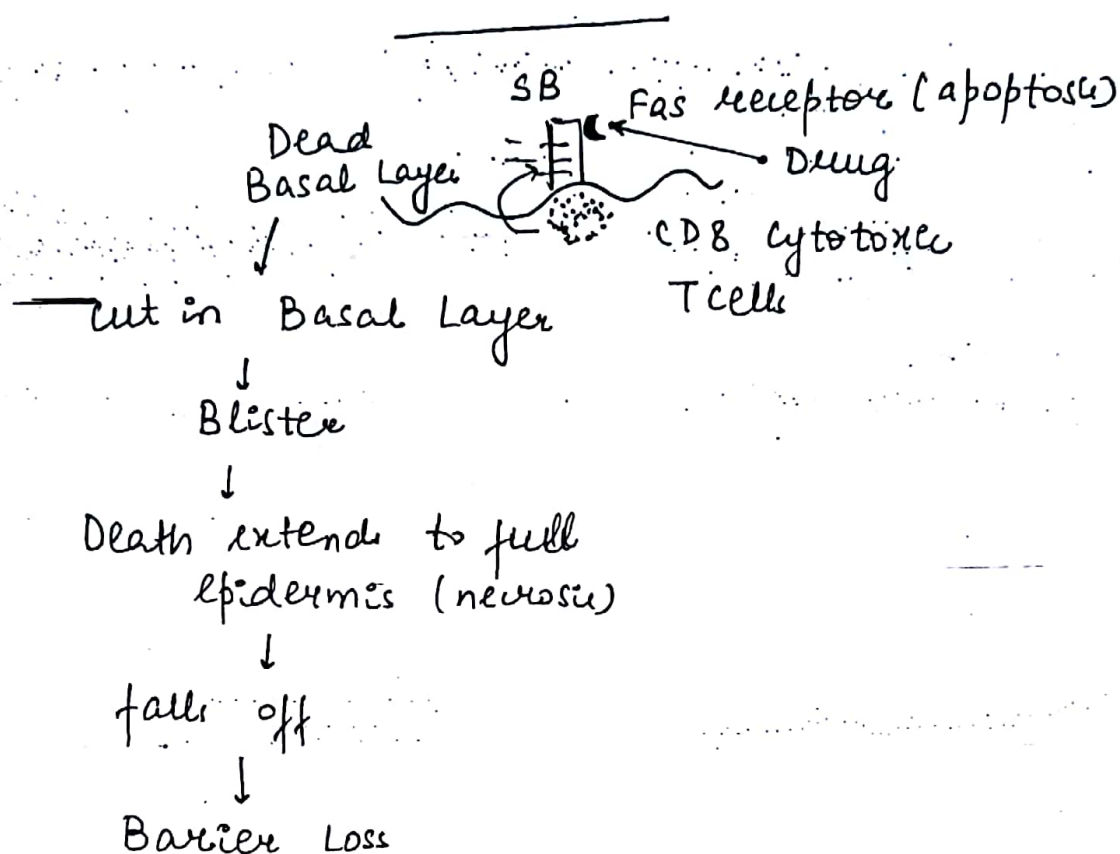 SB
Fas receptor (apoptosis)
Dead
Basal Layer
Drug
CD8 cytotoxic
T cells
cut in Basal Layer
↓
Blister
↓
Death extends to full
epidermis (necrosis)
↓
falls off
↓
Barier Loss